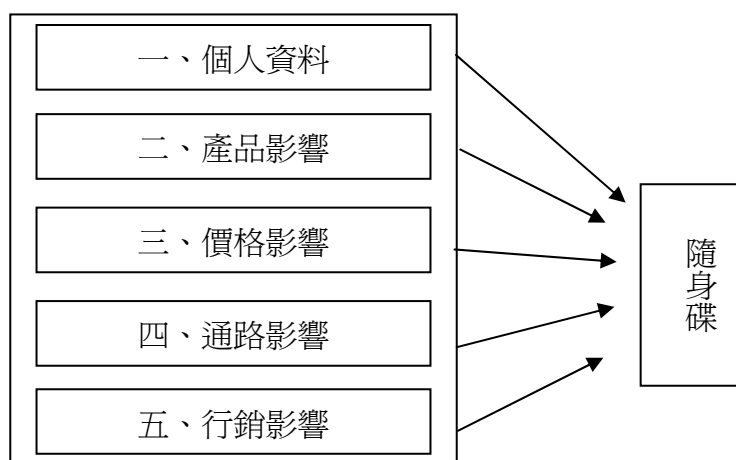 一、個人資料
二、產品影響
三、價格影響
四、通路影響
五、行銷影響
隨身碟